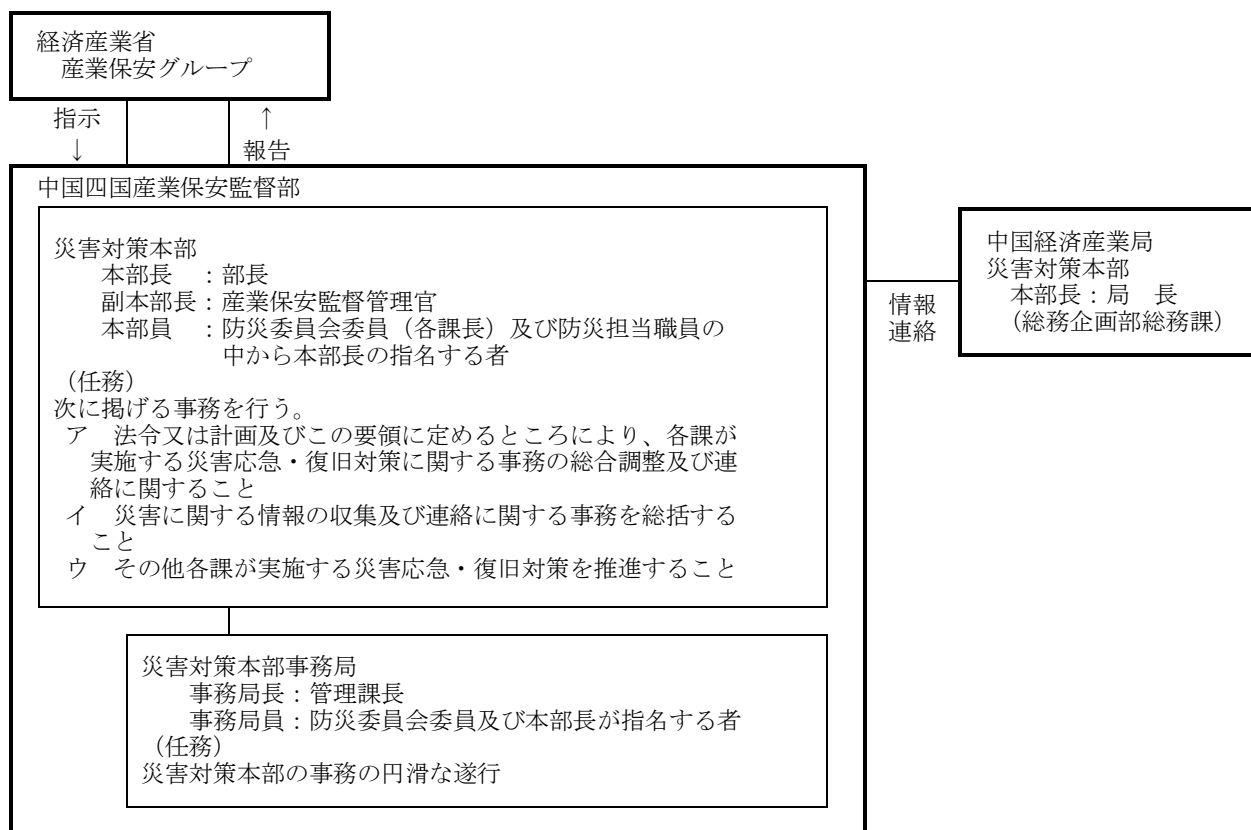 経済産業省
産業保安グループ
指示
↑
↓
報告
中国四国産業保安監督部
災害対策本部
本部長　：部長
副本部長：産業保安監督管理官
本部員　：防災委員会委員（各課長）及び防災担当職員の
中から本部長の指名する者
（任務）
次に掲げる事務を行う。
ア　法令又は計画及びこの要領に定めるところにより、各課が
実施する災害応急・復旧対策に関する事務の総合調整及び連
絡に関すること
イ　災害に関する情報の収集及び連絡に関する事務を総括する
こと
ウ　その他各課が実施する災害応急・復旧対策を推進すること
災害対策本部事務局
事務局長：管理課長
事務局員：防災委員会委員及び本部長が指名する者
（任務）
災害対策本部の事務の円滑な遂行
情報
連絡
中国経済産業局
災害対策本部
本部長：局　長
（総務企画部総務課）